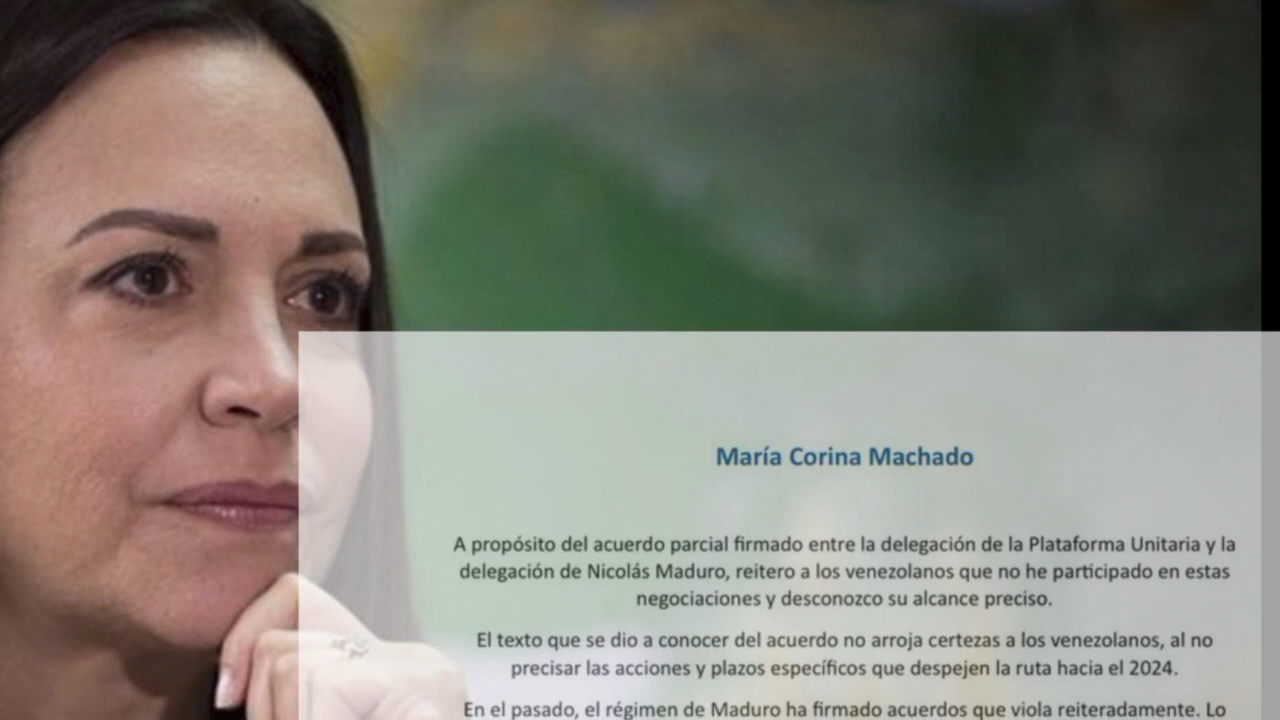 María Corina Machado
A propósito del acuerdo parcial firmado entre la delegación de la Plataforma Unitaria y la
delegación de Nicolás Maduro, reitero a los venezolanos que no he participado en estas
negociaciones y desconozco su alcance preciso.
El texto que se dio a conocer del acuerdo no arroja certezas a los venezolanos, al no
precisar las acciones y plazos específicos que despejen la ruta hacia el 2024.
En el pasado, el régimen de Maduro ha firmado acuerdos que viola reiteradamente. Lo